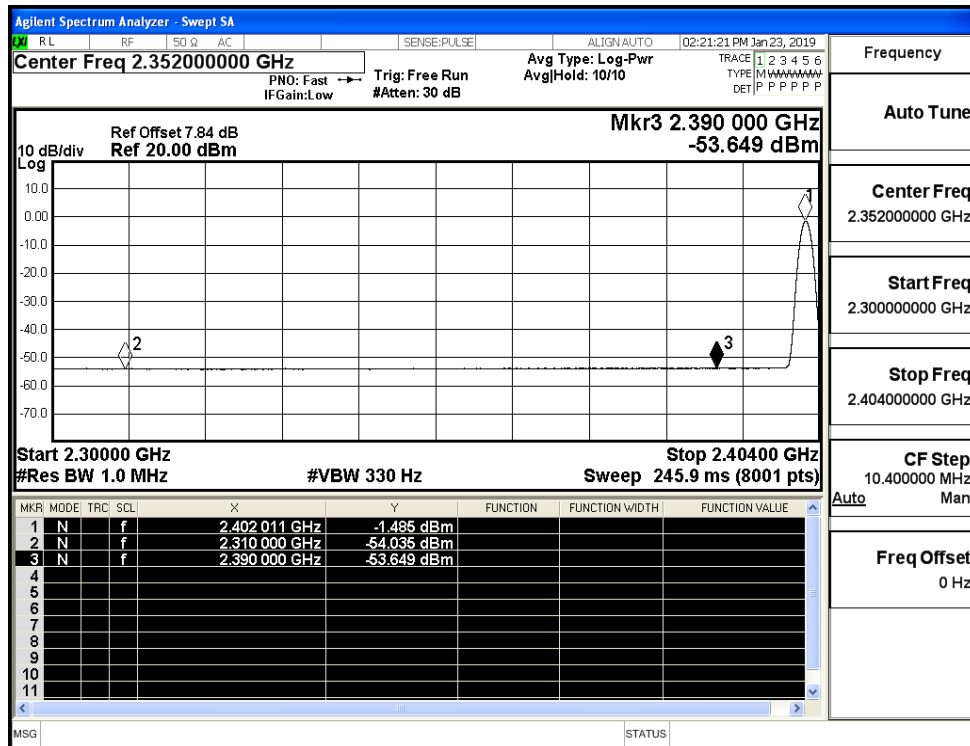 Agilent Spectrum Analyzer - Swept SA
LXI RL RF 50 Ω AC SENSE:PULSE ALIGN AUTO 02:21:21 PM Jan 23, 2019
Center Freq 2.352000000 GHz
PNO: Fast
IFGain:Low
Trig: Free Run
#Atten: 30 dB
Avg Type: Log-Pwr
Avg|Hold: 10/10
TRACE 1 2 3 4 5 6
TYPE M WWWWW
DET P P P P P P
Ref Offset 7.84 dB
Ref 20.00 dBm
10 dB/div
Log
Mkr3 2.390 000 GHz
-53.649 dBm
10.0
0.00
-10.0
-20.0
-30.0
-40.0
-50.0
-60.0
-70.0
1
2
3
Start 2.30000 GHz Stop 2.40400 GHz
#Res BW 1.0 MHz #VBW 330 Hz Sweep 245.9 ms (8001 pts)
MKR MODE TRC SCL X Y FUNCTION FUNCTION WIDTH FUNCTION VALUE
1 N f 2.402 011 GHz -1.485 dBm
2 N f 2.310 000 GHz -54.035 dBm
3 N f 2.390 000 GHz -53.649 dBm
4
5
6
7
8
9
10
11
MSG STATUS
Frequency
Auto Tune
Center Freq
2.352000000 GHz
Start Freq
2.300000000 GHz
Stop Freq
2.404000000 GHz
CF Step
10.400000 MHz
Auto Man
Freq Offset
0 Hz